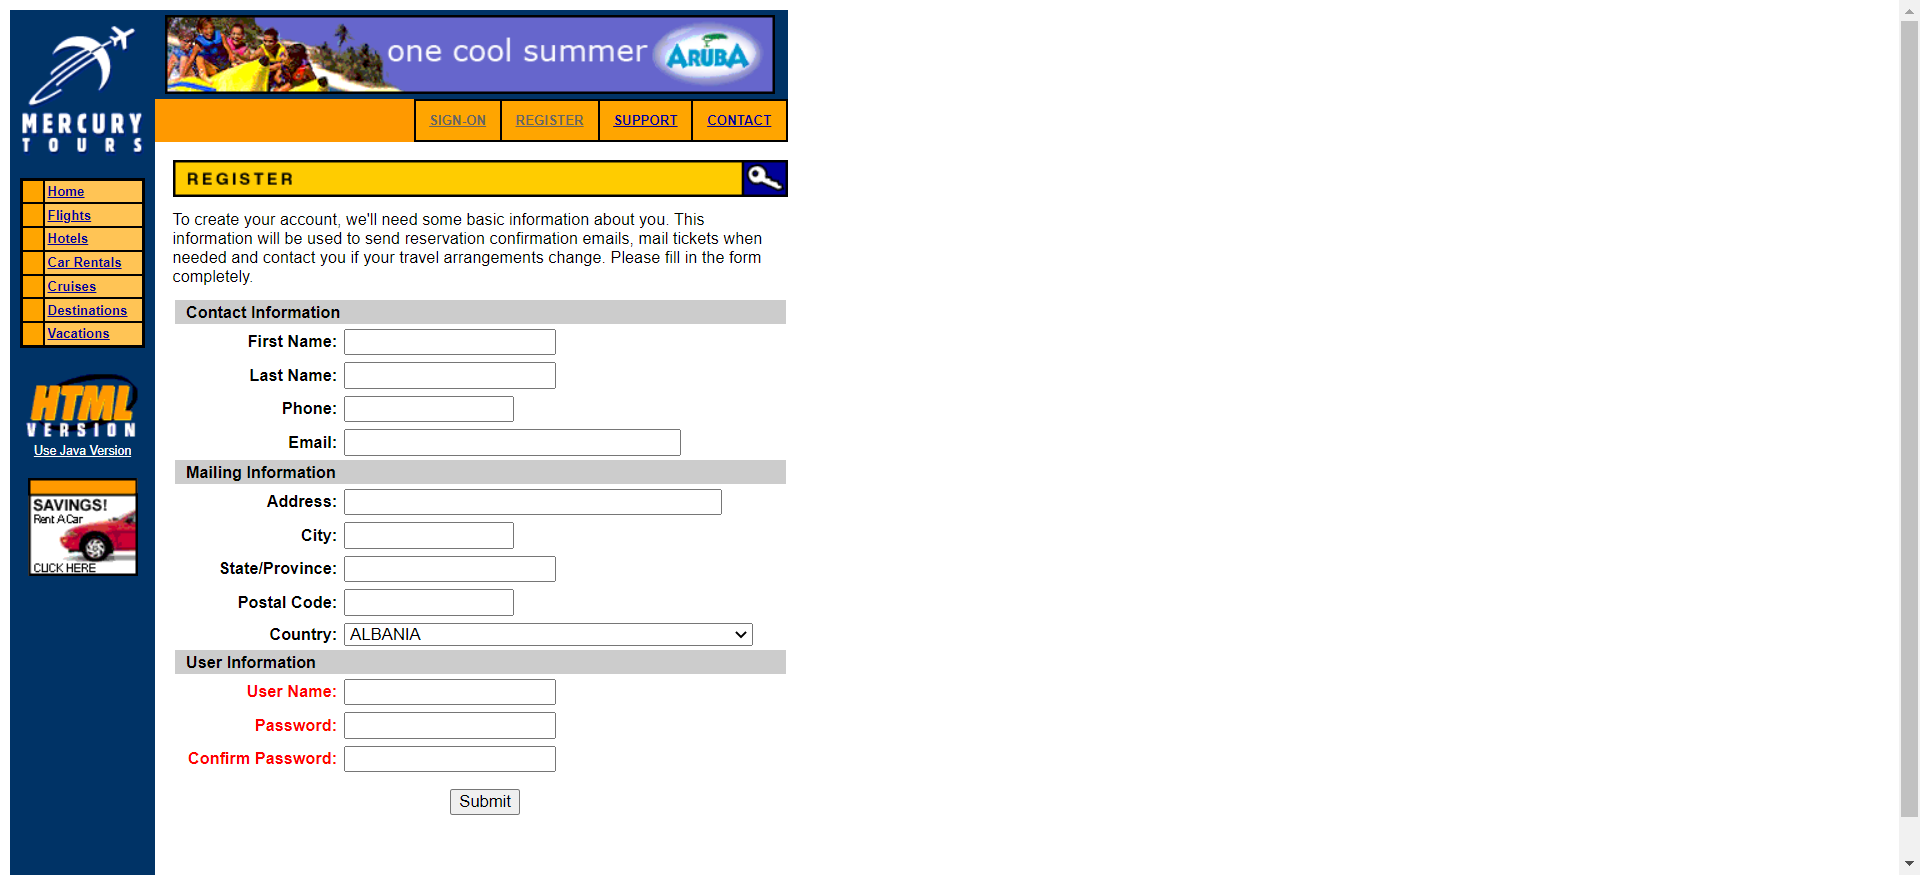 one cool summer ARUBA
MERCURY
TOURS
SIGN-ON REGISTER SUPPORT CONTACT
Home
Flights
Hotels
Car Rentals
Cruises
Destinations
Vacations
HTML
VERSION
Use Java Version
SAVINGS!
Rent A Car
CLICK HERE
REGISTER
To create your account, we'll need some basic information about you. This
information will be used to send reservation confirmation emails, mail tickets when
needed and contact you if your travel arrangements change. Please fill in the form
completely.
Contact Information
First Name:
Last Name:
Phone:
Email:
Mailing Information
Address:
City:
State/Province:
Postal Code:
Country: ALBANIA
User Information
User Name:
Password:
Confirm Password:
Submit